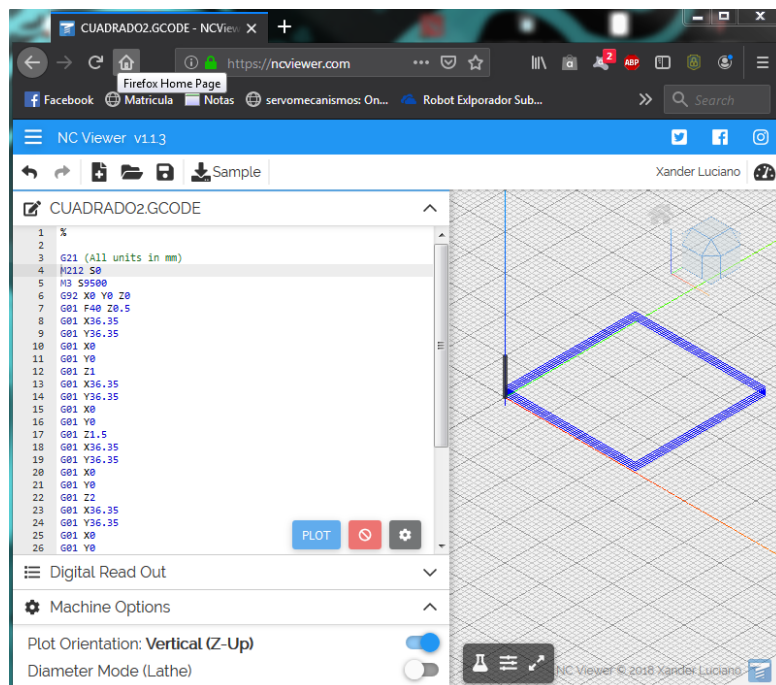 CUADRADO2.GCODE - NCView
https://ncviewer.com
Firefox Home Page
Facebook Matricula Notas servomecanismos: On... Robot Exlporador Sub... Search
NC Viewer v1.1.3
Sample Xander Luciano
CUADRADO2.GCODE
1 %
2
3 G21 (All units in mm)
4 M212 S0
5 M3 S9500
6 G92 X0 Y0 Z0
7 G01 F40 Z0.5
8 G01 X36.35
9 G01 Y36.35
10 G01 X0
11 G01 Y0
12 G01 Z1
13 G01 X36.35
14 G01 Y36.35
15 G01 X0
16 G01 Y0
17 G01 Z1.5
18 G01 X36.35
19 G01 Y36.35
20 G01 X0
21 G01 Y0
22 G01 Z2
23 G01 X36.35
24 G01 Y36.35
25 G01 X0
26 G01 Y0
PLOT
Digital Read Out
Machine Options
Plot Orientation: Vertical (Z-Up)
Diameter Mode (Lathe)
NC Viewer © 2018 Xander Luciano
2
ABP